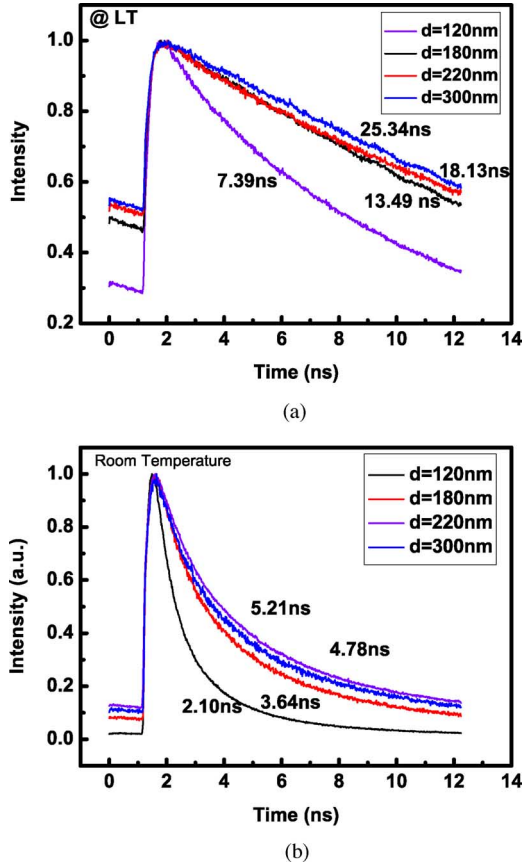 @ LT
d=120nm
d=180nm
d=220nm
d=300nm
1.0
0.8
0.6
0.4
0.2
Intensity
25.34ns
18.13ns
7.39ns
13.49 ns
0 2 4 6 8 10 12 14
Time (ns)
(a)
Room Temperature
d=120nm
d=180nm
d=220nm
d=300nm
1.0
0.8
0.6
0.4
0.2
0.0
Intensity (a.u.)
5.21ns
4.78ns
2.10ns
3.64ns
0 2 4 6 8 10 12 14
Time (ns)
(b)